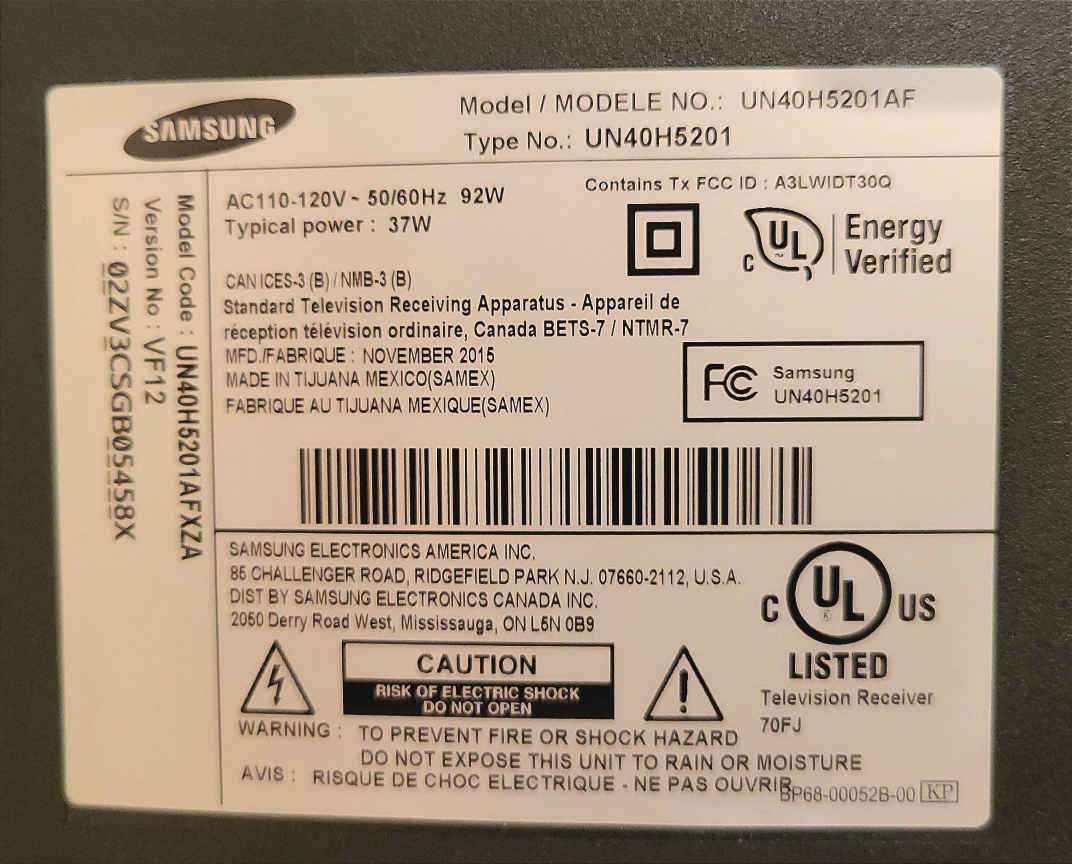 SAMSUNG
Model / MODELE NO.: UN40H5201AF
Type No.: UN40H5201
Model Code : UN40H5201AFXZA
Version No : VF12
S/N : 02ZV3CSGB05458X
AC110-120V ~ 50/60Hz 92W
Typical power : 37W
Contains Tx FCC ID : A3LWIDT30Q
C UL ™
Energy
Verified
CAN ICES-3 (B) / NMB-3 (B)
Standard Television Receiving Apparatus - Appareil de
réception télévision ordinaire, Canada BETS-7 / NTMR-7
MFD./FABRIQUE : NOVEMBER 2015
MADE IN TIJUANA MEXICO(SAMEX)
FABRIQUE AU TIJUANA MEXIQUE(SAMEX)
FC Samsung
UN40H5201
SAMSUNG ELECTRONICS AMERICA INC.
85 CHALLENGER ROAD, RIDGEFIELD PARK N.J. 07660-2112, U.S.A.
DIST BY SAMSUNG ELECTRONICS CANADA INC.
2050 Derry Road West, Mississauga, ON L5N 0B9
C UL ® US
LISTED
Television Receiver
70FJ
CAUTION
RISK OF ELECTRIC SHOCK
DO NOT OPEN
WARNING : TO PREVENT FIRE OR SHOCK HAZARD
DO NOT EXPOSE THIS UNIT TO RAIN OR MOISTURE
AVIS : RISQUE DE CHOC ELECTRIQUE - NE PAS OUVRIR
BP68-00052B-00 KP